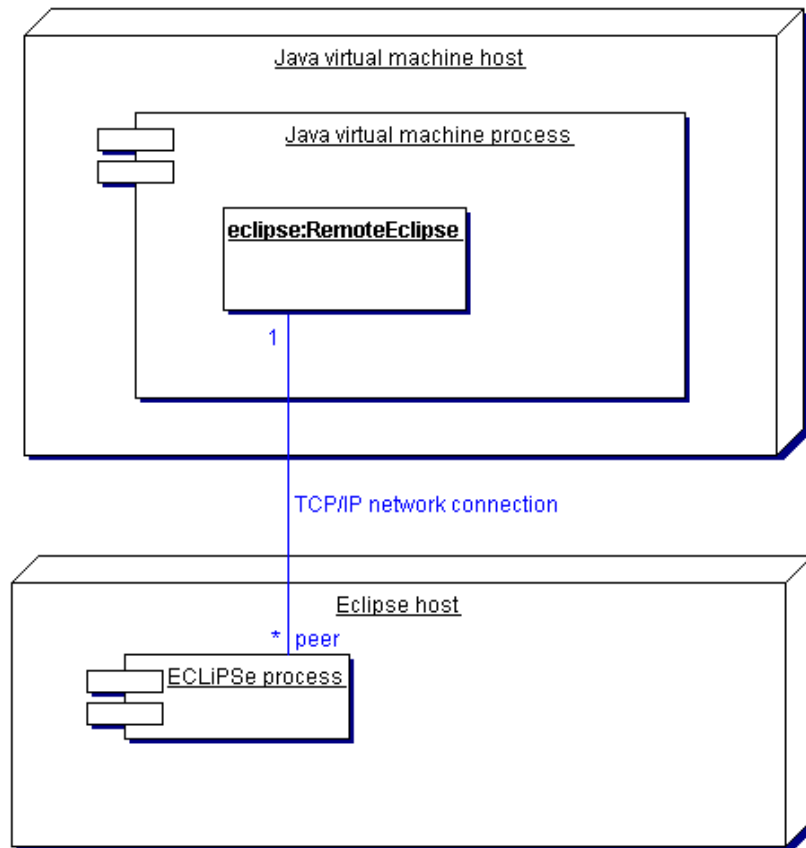 Java virtual machine host
Java virtual machine process
eclipse:RemoteEclipse
1
TCP/IP network connection
Eclipse host
* peer
ECLiPSe process